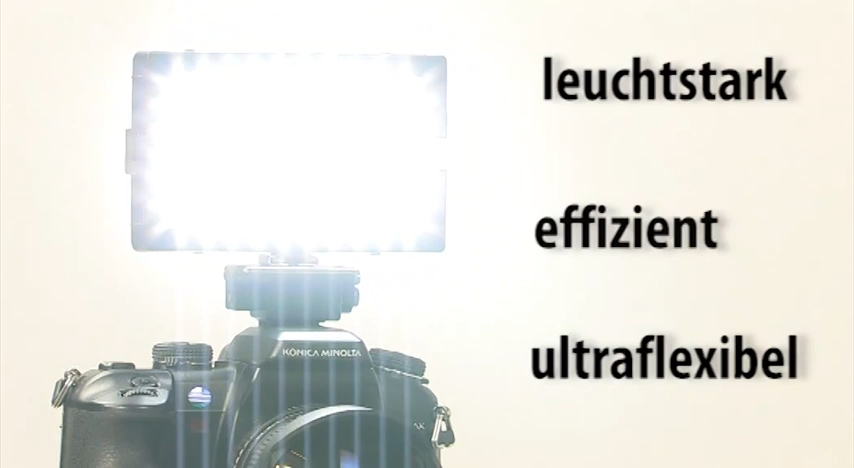 leuchtstark
effizient
ultraflexibel
KONICA MINOLTA